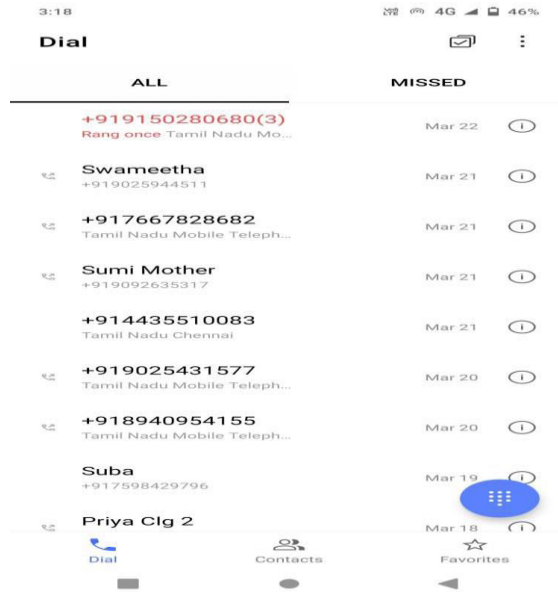 3:18 VoLTE 4G 46%
Dial
ALL MISSED
+919150280680(3)
Rang once Tamil Nadu Mo... Mar 22
Swameetha
+919025944511 Mar 21
+917667828682
Tamil Nadu Mobile Teleph... Mar 21
Sumi Mother
+919092635317 Mar 21
+914435510083
Tamil Nadu Chennai Mar 21
+919025431577
Tamil Nadu Mobile Teleph... Mar 20
+918940954155
Tamil Nadu Mobile Teleph... Mar 20
Suba
+917598429796 Mar 19
Priya Clg 2
Mar 18
Dial Contacts Favorites